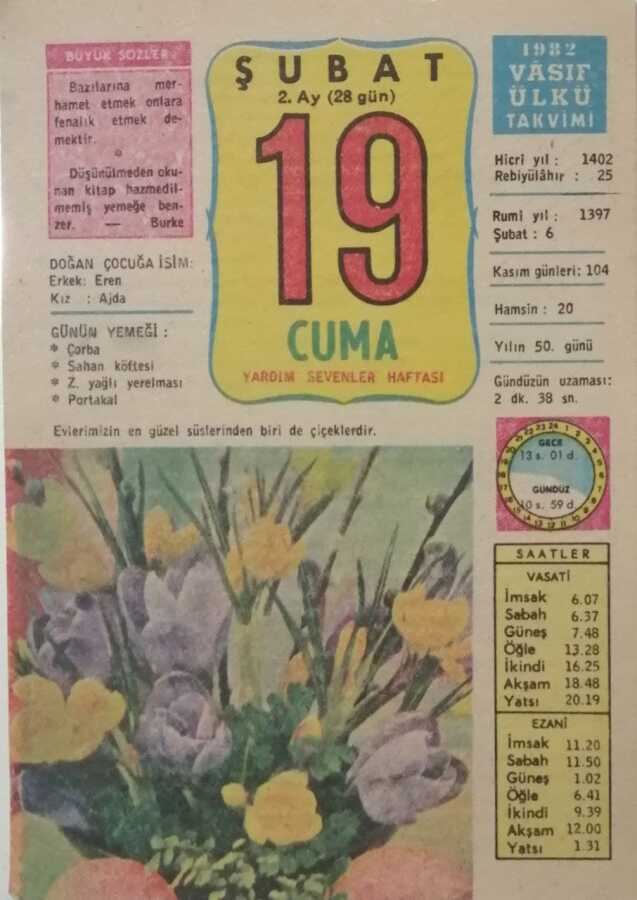 BÜYÜK SÖZLER
Bazılarına mer-
hamet etmek onlara
fenalık etmek de-
mektir.
Düşünülmeden oku-
nan kitap hazmedil-
memiş yemeğe ben-
zer. — Burke
DOĞAN ÇOCUĞA İSİM:
Erkek: Eren
Kız : Ajda
GÜNÜN YEMEĞİ :
* Çorba
* Sahan köftesi
* Z. yağlı yerelması
* Portakal
ŞUBAT
2. Ay (28 gün)
19
CUMA
YARDIM SEVENLER HAFTASI
1982
VÂSIF
ÜLKÜ
TAKVİMİ
Hicrî yıl : 1402
Rebiyülâhır : 25
Rumî yıl : 1397
Şubat : 6
Kasım günleri: 104
Hamsin : 20
Yılın 50. günü
Gündüzün uzaması:
2 dk. 38 sn.
Evlerimizin en güzel süslerinden biri de çiçeklerdir.
GECE
13 s. 01 d.
GÜNDÜZ
10 s. 59 d.
SAATLER
VASATİ
İmsak 6.07
Sabah 6.37
Güneş 7.48
Öğle 13.28
İkindi 16.25
Akşam 18.48
Yatsı 20.19
EZANİ
İmsak 11.20
Sabah 11.50
Güneş 1.02
Öğle 6.41
İkindi 9.39
Akşam 12.00
Yatsı 1.31